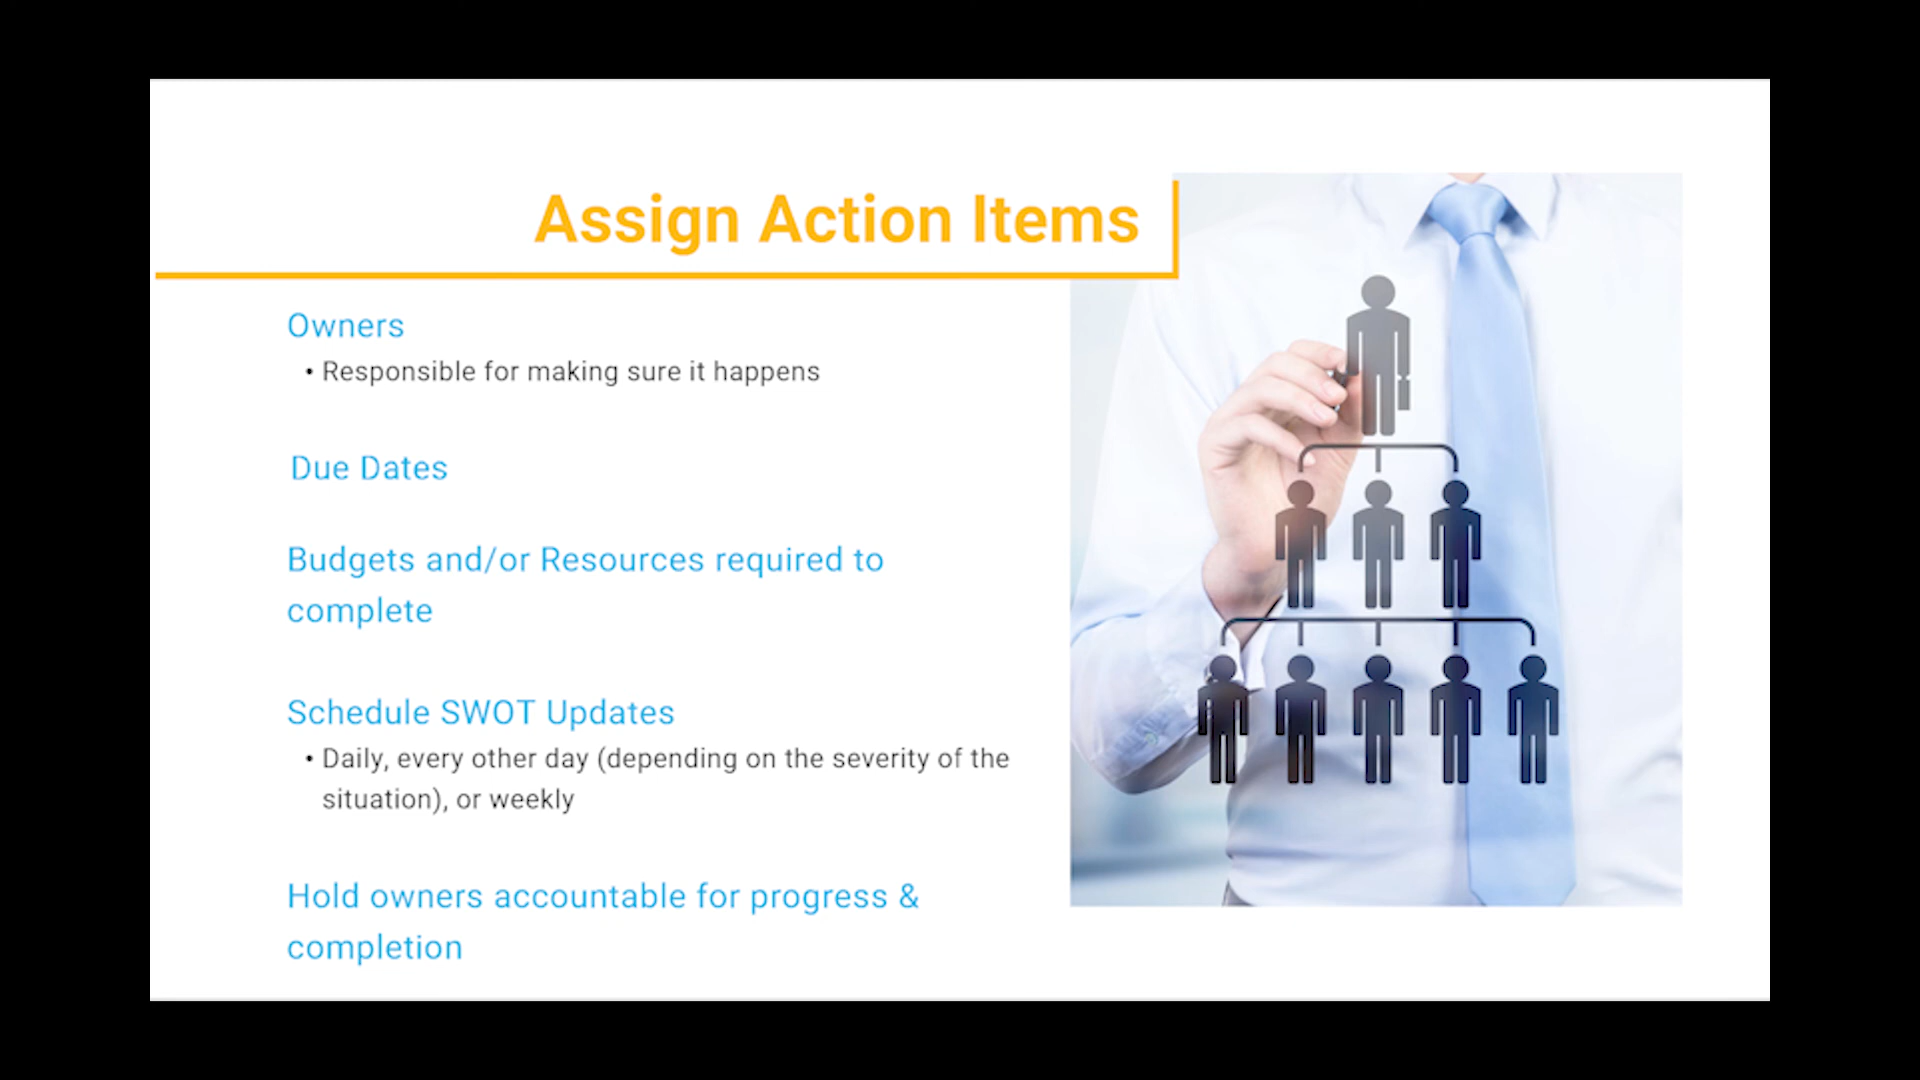 Assign Action Items
Owners
• Responsible for making sure it happens
Due Dates
Budgets and/or Resources required to
complete
Schedule SWOT Updates
• Daily, every other day (depending on the severity of the
situation), or weekly
Hold owners accountable for progress &
completion